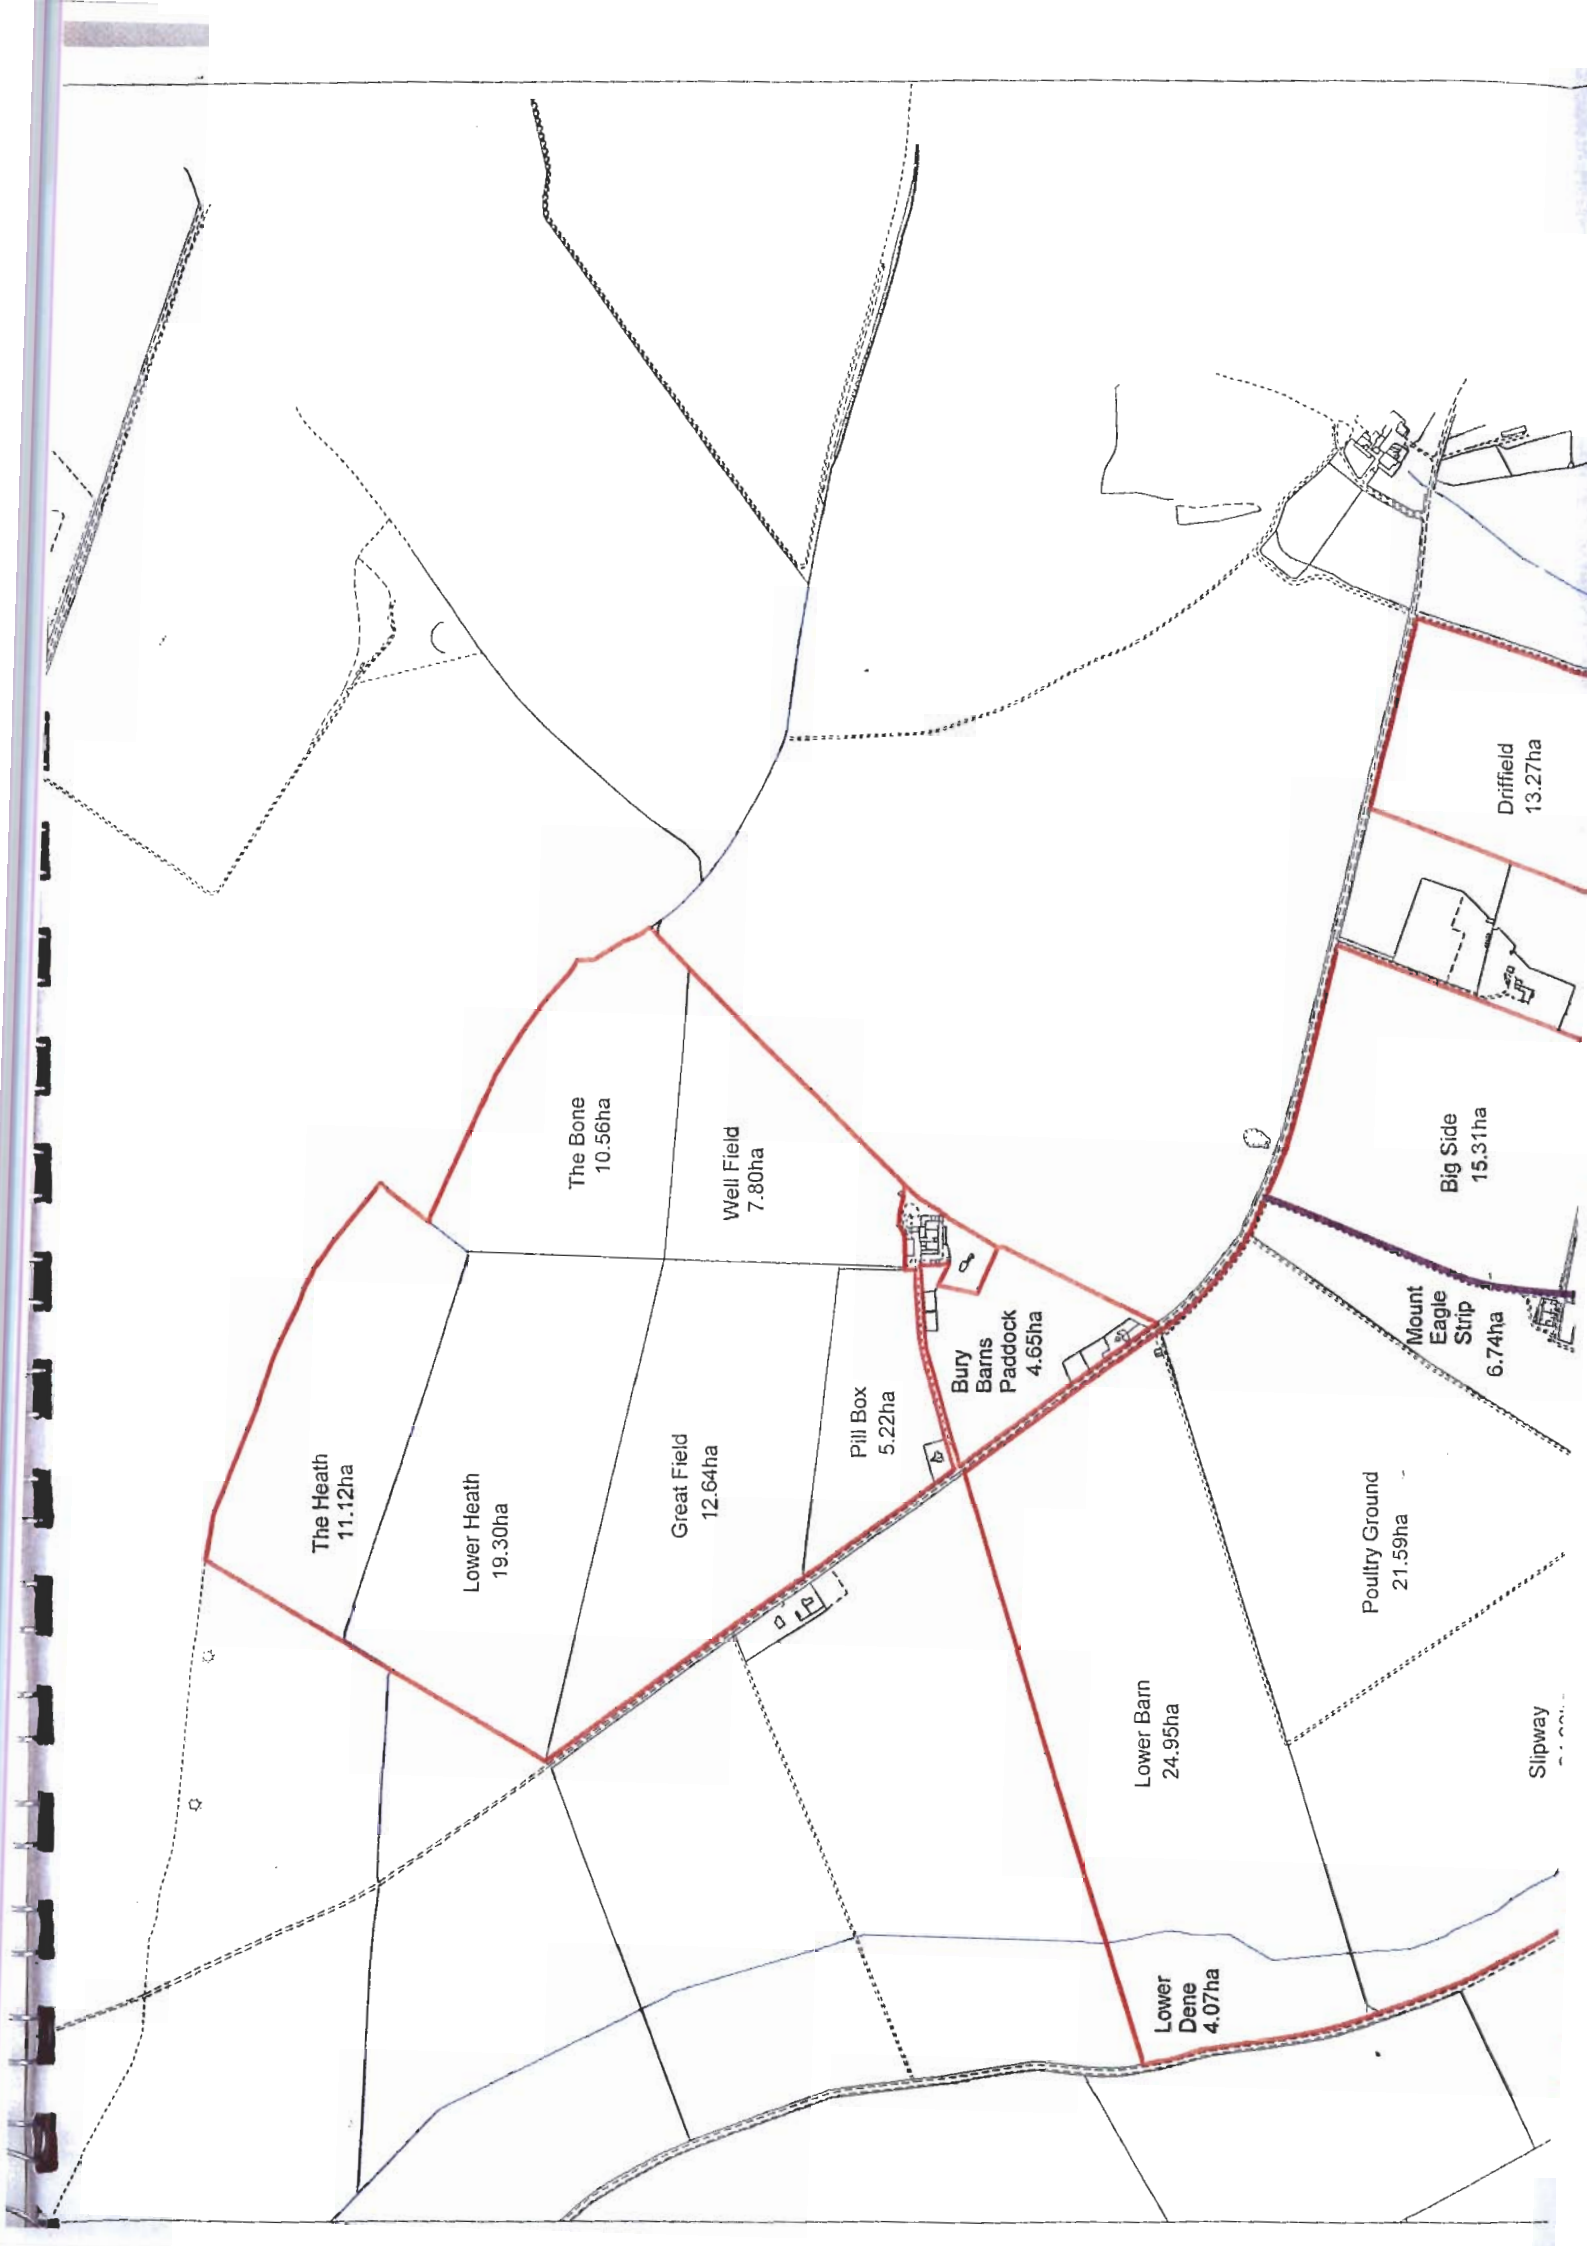 The Heath
11.12ha
Lower Heath
19.30ha
The Bone
10.56ha
Great Field
12.64ha
Well Field
7.80ha
Pill Box
5.22ha
Bury
Barns
Paddock
4.65ha
Lower Barn
24.95ha
Lower
Dene
4.07ha
Poultry Ground
21.59ha
Mount
Eagle
Strip
6.74ha
Big Side
15.31ha
Driffield
13.27ha
Slipway